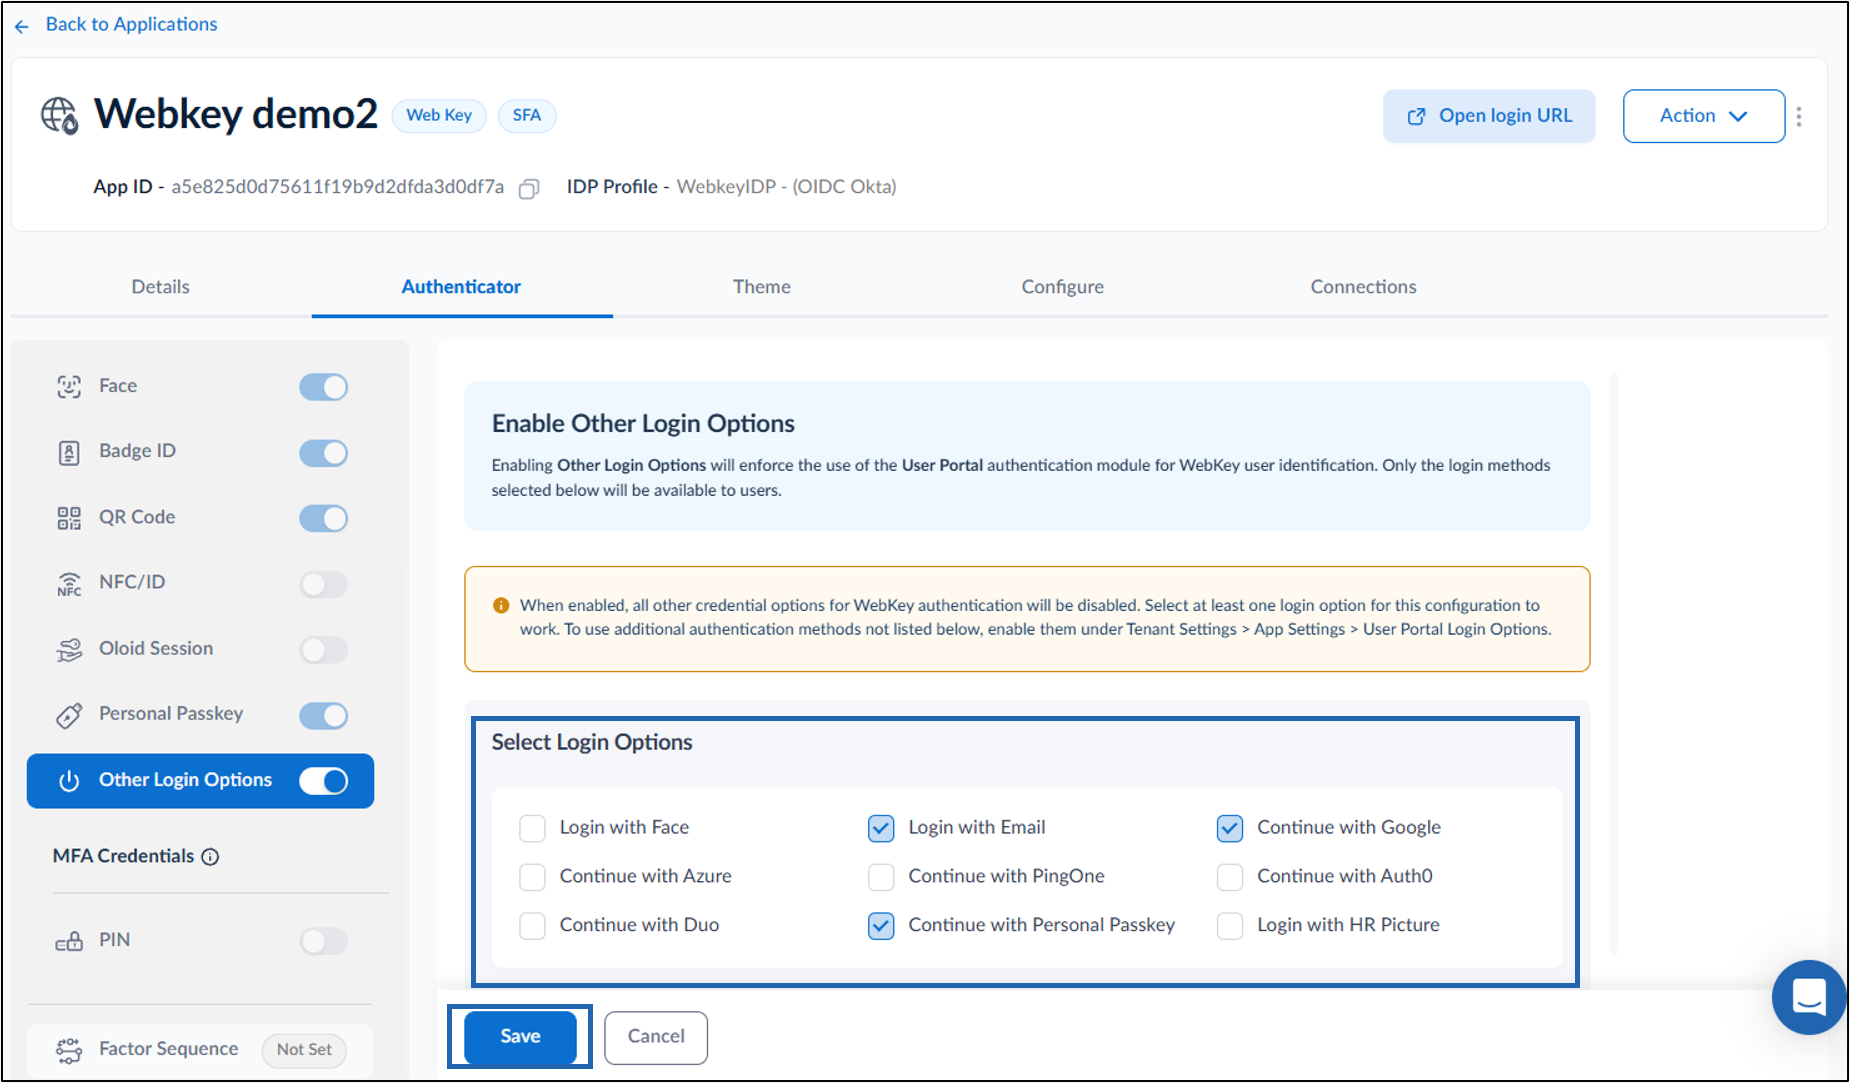 Back to Applications
Webkey demo2
Web Key
SFA
Open login URL
Action
App ID - a5e825d0d75611f19b9d2dfda3d0df7a
IDP Profile - WebkeyIDP - (OIDC Okta)
Details
Authenticator
Theme
Configure
Connections
Face
Badge ID
QR Code
NFC
NFC/ID
Oloid Session
Personal Passkey
Other Login Options
MFA Credentials
PIN
Factor Sequence
Not Set
Enable Other Login Options
Enabling Other Login Options will enforce the use of the User Portal authentication module for WebKey user identification. Only the login methods
selected below will be available to users.
When enabled, all other credential options for WebKey authentication will be disabled. Select at least one login option for this configuration to
work. To use additional authentication methods not listed below, enable them under Tenant Settings > App Settings > User Portal Login Options.
Select Login Options
Login with Face
Login with Email
Continue with Google
Continue with Azure
Continue with PingOne
Continue with Auth0
Continue with Duo
Continue with Personal Passkey
Login with HR Picture
Save
Cancel